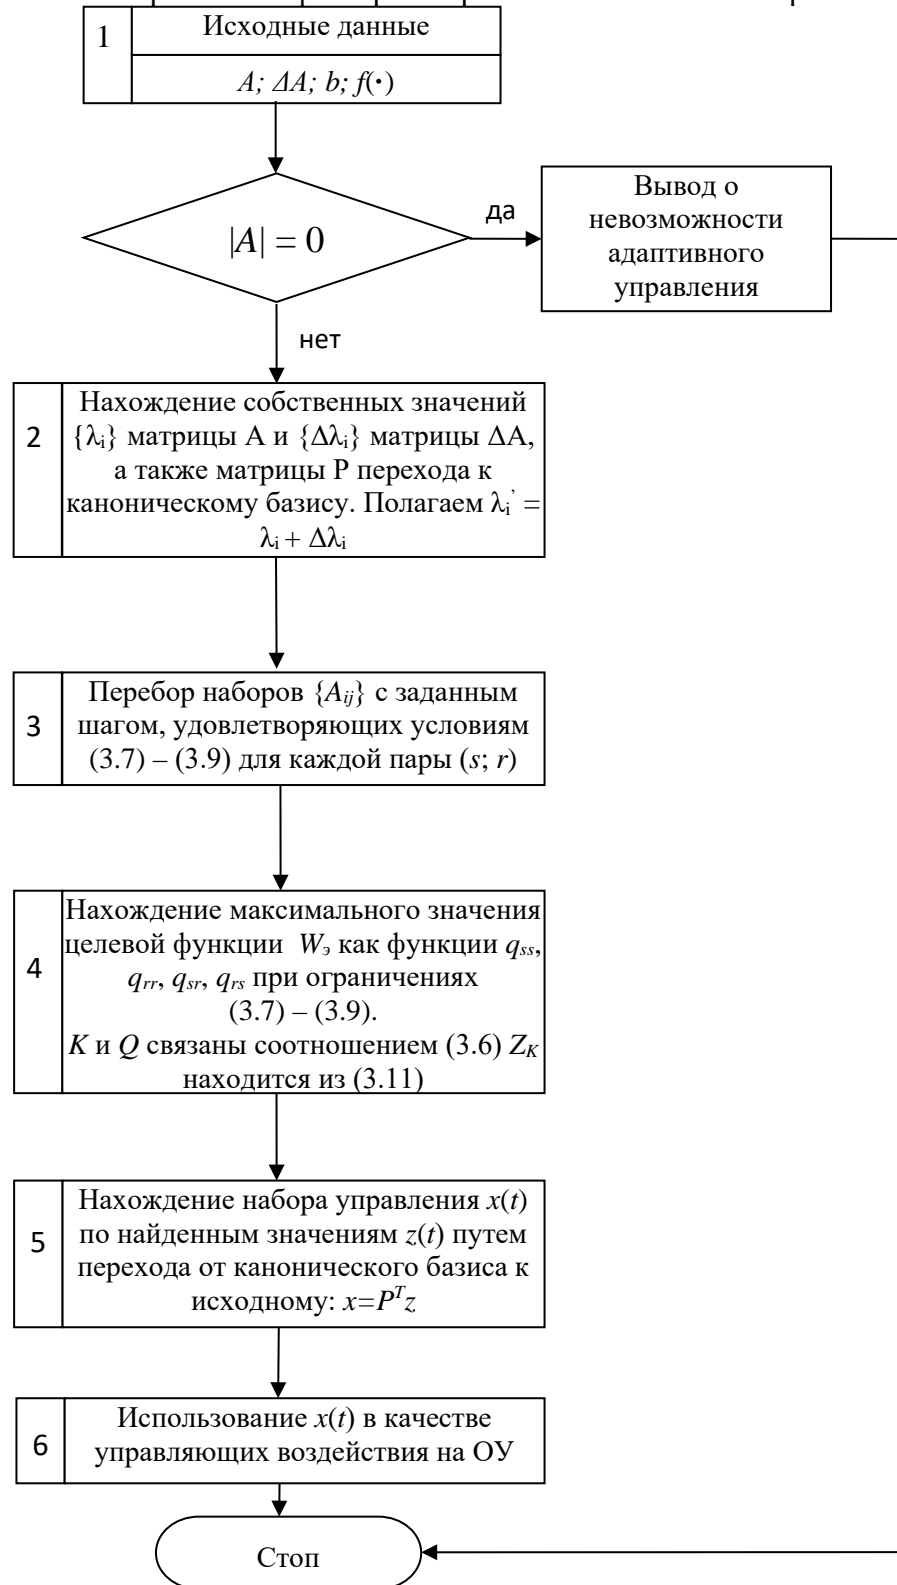 1
Исходные данные
A; ΔA; b; f(·)
|A| = 0
да
Вывод о
невозможности
адаптивного
управления
нет
2
Нахождение собственных значений
{λi} матрицы A и {Δλi} матрицы ΔA,
а также матрицы P перехода к
каноническому базису. Полагаем λi’ =
λi + Δλi
3
Перебор наборов {Aij} с заданным
шагом, удовлетворяющих условиям
(3.7) – (3.9) для каждой пары (s; r)
4
Нахождение максимального значения
целевой функции Wэ как функции qss,
qrr, qsr, qrs при ограничениях
(3.7) – (3.9).
K и Q связаны соотношением (3.6) ZK
находится из (3.11)
5
Нахождение набора управления x(t)
по найденным значениям z(t) путем
перехода от канонического базиса к
исходному: x=PTz
6
Использование x(t) в качестве
управляющих воздействия на ОУ
Стоп